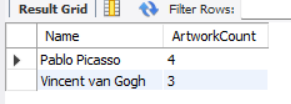 Result Grid Filter Rows:
Name ArtworkCount
Pablo Picasso 4
Vincent van Gogh 3